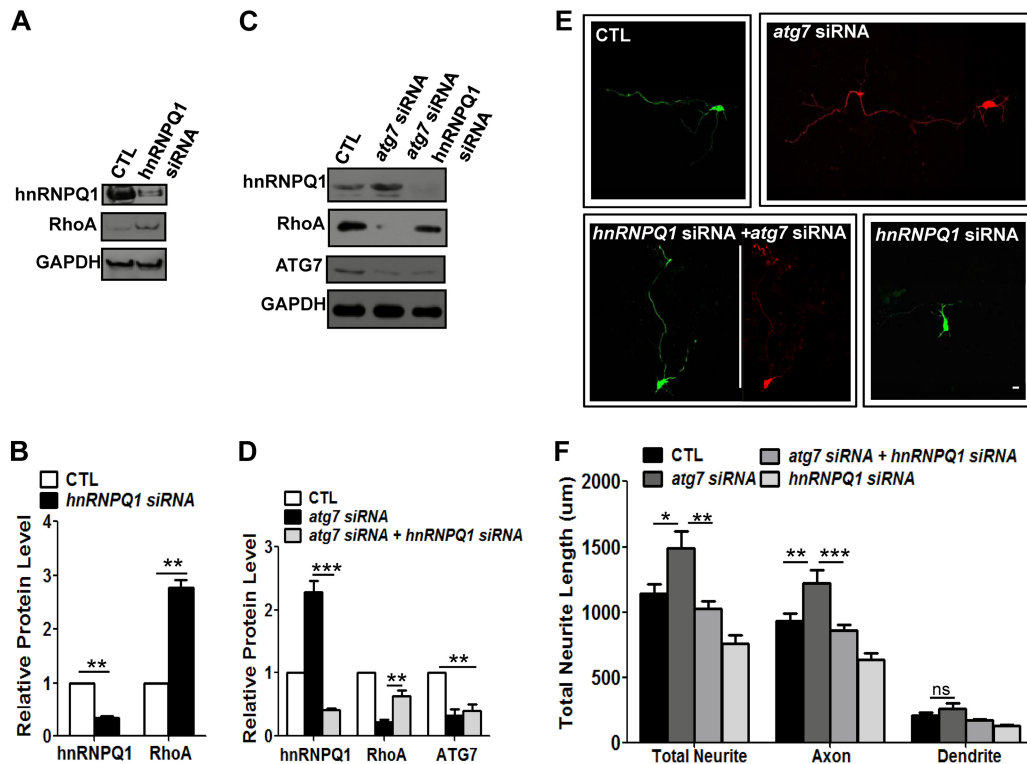 A
CTL
hnRNPQ1
siRNA
hnRNPQ1
RhoA
GAPDH
C
CTL
atg7 siRNA
atg7 siRNA
hnRNPQ1
siRNA
hnRNPQ1
RhoA
ATG7
GAPDH
E
CTL
atg7 siRNA
hnRNPQ1 siRNA +atg7 siRNA
hnRNPQ1 siRNA
B
CTL
hnRNPQ1 siRNA
Relative Protein Level
4
3
2
1
0
**
**
hnRNPQ1
RhoA
D
CTL
atg7 siRNA
atg7 siRNA + hnRNPQ1 siRNA
Relative Protein Level
3
2
1
0
***
**
**
hnRNPQ1
RhoA
ATG7
F
CTL
atg7 siRNA
atg7 siRNA + hnRNPQ1 siRNA
hnRNPQ1 siRNA
Total Neurite Length (um)
2000
1500
1000
500
0
*
**
**
***
ns
Total Neurite
Axon
Dendrite